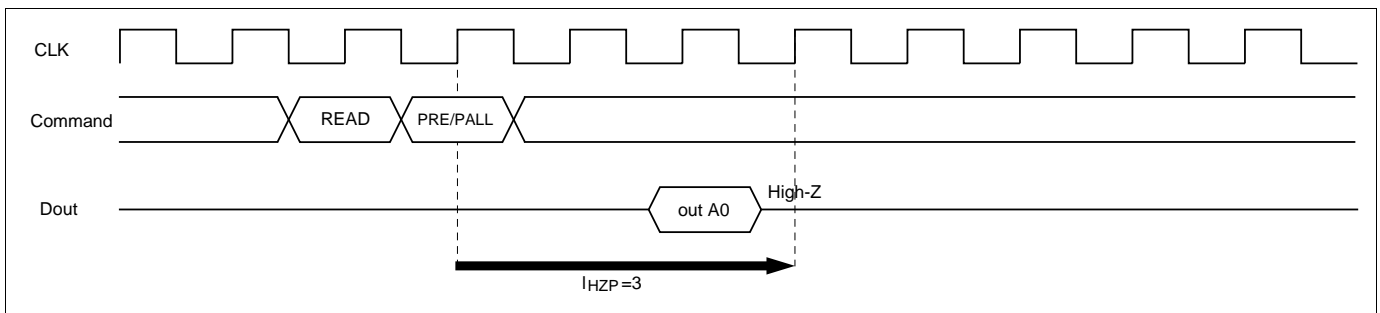 CLK
Command READ PRE/PALL
High-Z
Dout out A0
lHZP=3